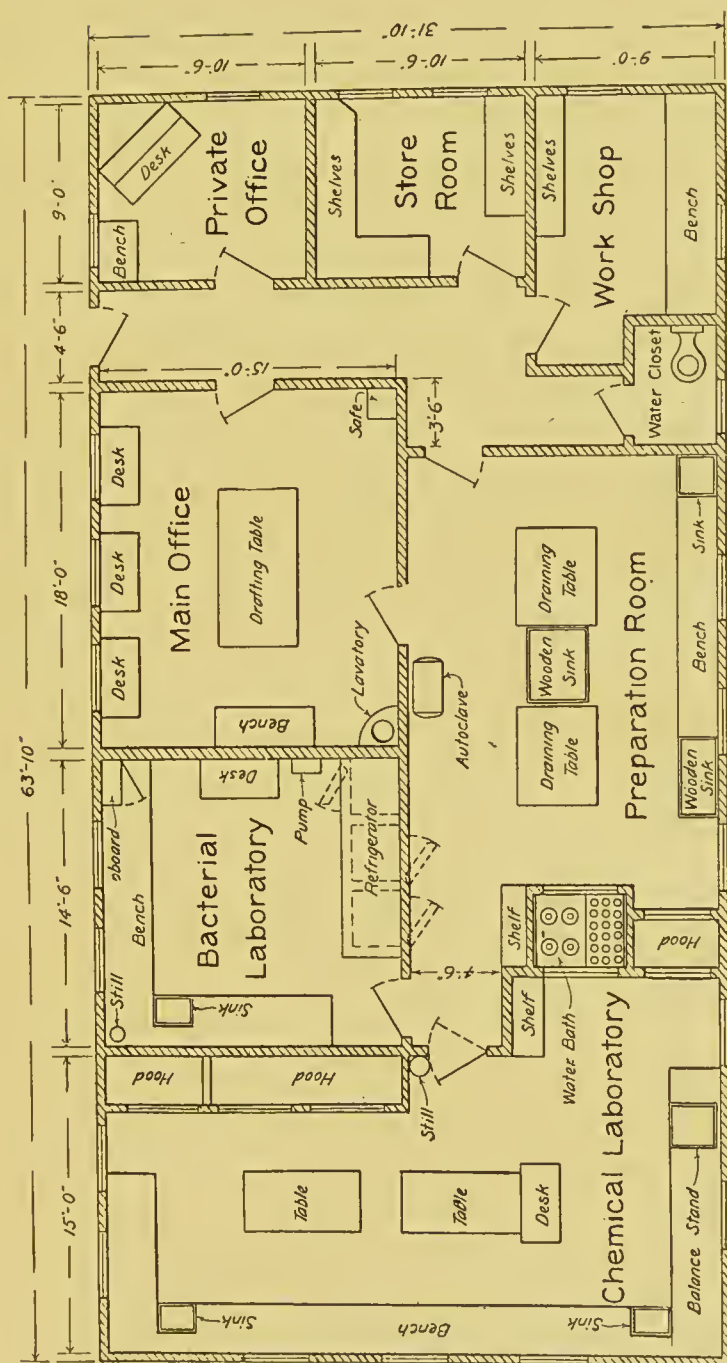 63'-10"
15'-0"
14'-6"
18'-0"
4'-6"
9'-0"
Hood
Hood
Still
Bench
Sink
Bacterial
Laboratory
Desk
Pump
Refrigerator
Desk
Desk
Desk
Main Office
Bench
Drafting Table
Lavatory
Safe
15'-0"
Bench
Desk
Private
Office
10'-6"
31'-10"
Shelves
Store
Room
Shelves
10'-6"
Table
Table
Desk
Still
Sink
Bench
Sink
Chemical Laboratory
Balance Stand
Shelf
Shelf
4'-6"
Water Bath
Hood
Autoclave
3'-6"
Draining
Table
Wooden
Sink
Draining
Table
Preparation Room
Wooden
Sink
Bench
Sink
Shelves
Work Shop
Water Closet
Bench
9'-0"